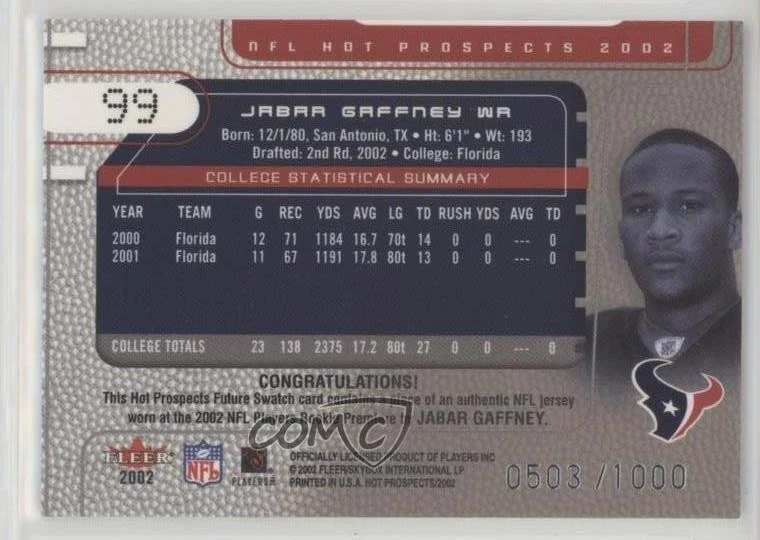 NFL HOT PROSPECTS 2002
99
JABAR GAFFNEY WR
Born: 12/1/80, San Antonio, TX • Ht: 6'1" • Wt: 193
Drafted: 2nd Rd, 2002 • College: Florida
COLLEGE STATISTICAL SUMMARY
YEAR TEAM G REC YDS AVG LG TD RUSH YDS AVG TD
2000 Florida 12 71 1184 16.7 70t 14 0 0 --- 0
2001 Florida 11 67 1191 17.8 80t 13 0 0 --- 0
COLLEGE TOTALS 23 138 2375 17.2 80t 27 0 0 --- 0
CONGRATULATIONS!
This Hot Prospects Future Swatch card contains a piece of an authentic NFL jersey
worn at the 2002 NFL Players Rookie Premiere by JABAR GAFFNEY.
COMC
FLEER
2002
NFL
PLAYERS
OFFICIALLY LICENSED PRODUCT OF PLAYERS INC
© 2002 FLEER/SKYBOX INTERNATIONAL LP
PRINTED IN U.S.A. HOT PROSPECTS/2002
0503 /1000